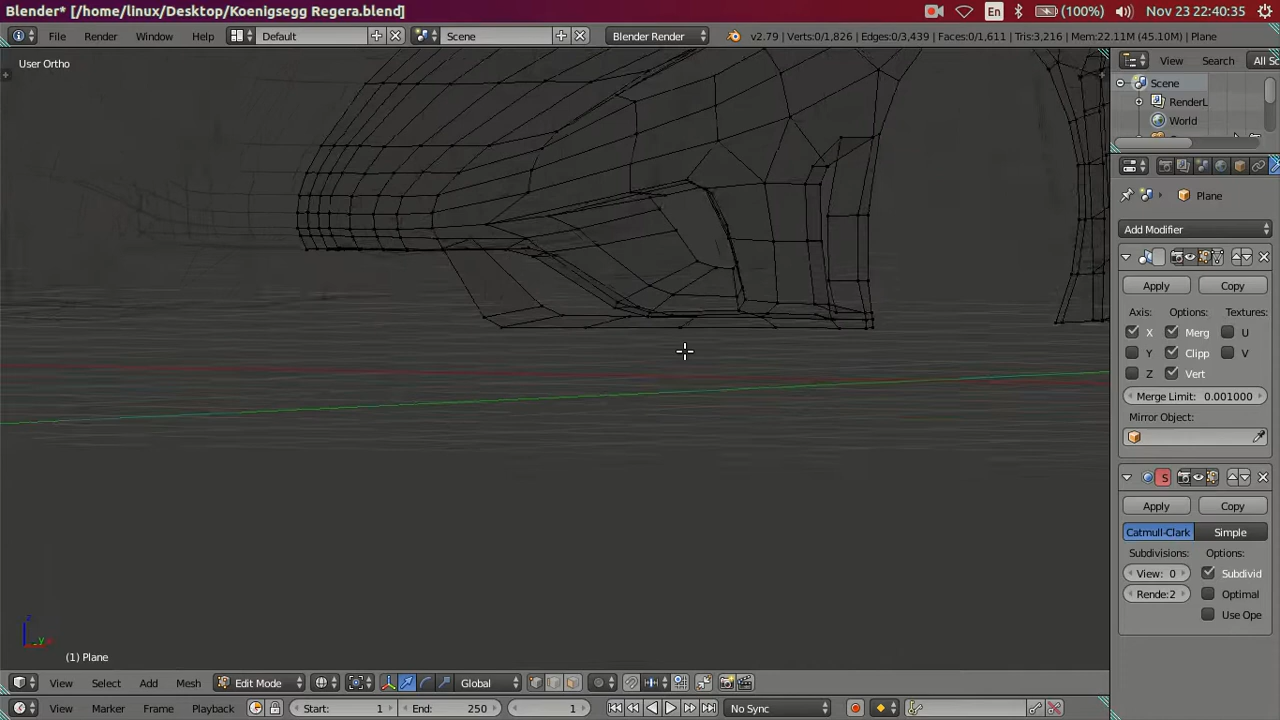 Blender* [/home/linux/Desktop/Koenigsegg Regera.blend] En (100%) Nov 23 22:40:35
File Render Window Help Default Scene Blender Render v2.79 | Verts:0/1,826 | Edges:0/3,439 | Faces:0/1,611 | Tris:3,216 | Mem:22.11M (45.10M) | Plane
User Ortho
View Search All Sc
Scene
RenderL
World
Plane
Add Modifier
Apply Copy
Axis: Options: Textures:
X Merg U
Y Clipp V
Z Vert
Merge Limit: 0.001000
Mirror Object:
S
Apply Copy
Catmull-Clark Simple
Subdivisions: Options:
View: 0 Subdivid
Rende:2 Optimal
Use Ope
z
y
(1) Plane
View Select Add Mesh Edit Mode Global
View Marker Frame Playback Start: 1 End: 250 1 No Sync